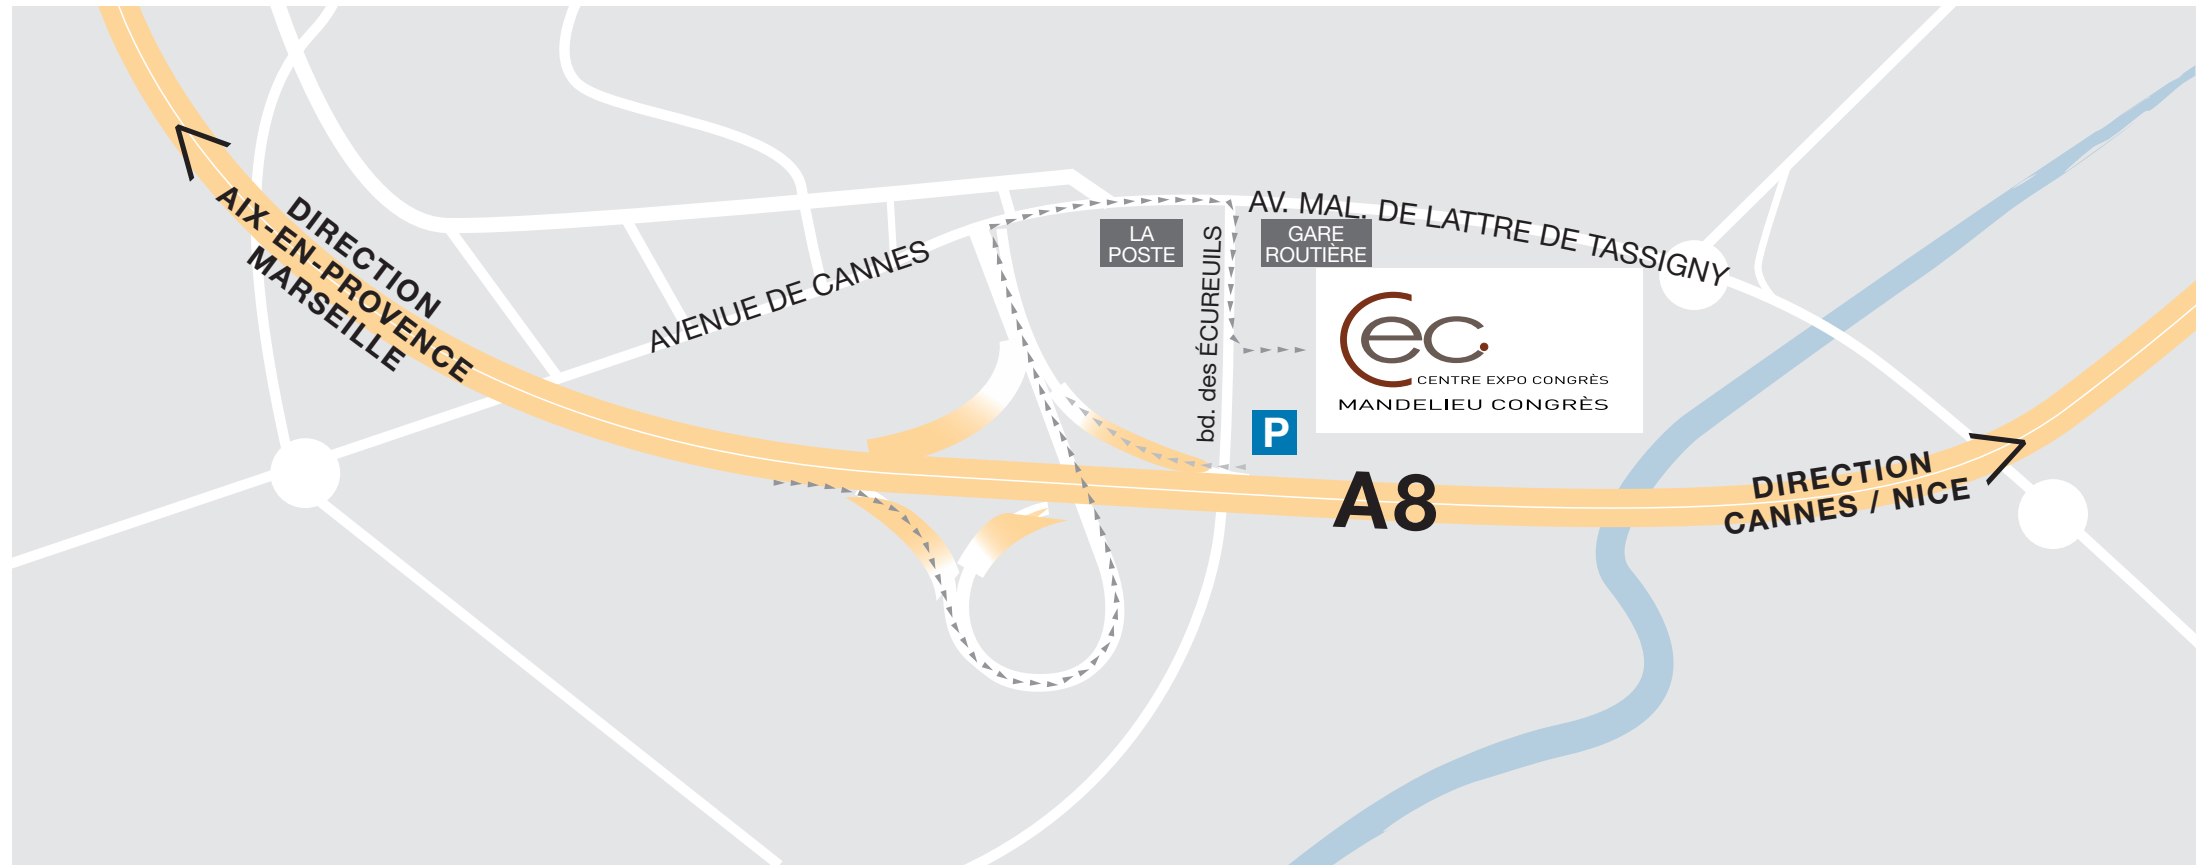 DIRECTION
AIX-EN-PROVENCE
MARSEILLE
AVENUE DE CANNES
LA
POSTE
bd. des ÉCUREUILS
AV. MAL. DE LATTRE DE TASSIGNY
GARE
ROUTIÈRE
Cec.
CENTRE EXPO CONGRÈS
MANDELIEU CONGRÈS
P
A8
DIRECTION
CANNES / NICE